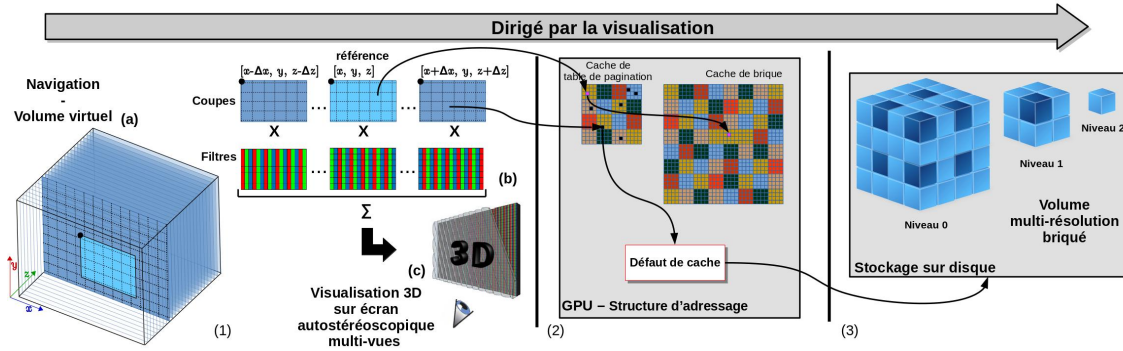 Dirigé par la visualisation
Navigation
-
Volume virtuel
(a)
y
z
x
(1)
référence
[x-Δx, y, z-Δz]
[x, y, z]
[x+Δx, y, z+Δz]
Coupes
...
...
X
X
X
Filtres
...
...
(b)
Σ
(c)
3D
Visualisation 3D
sur écran
autostéréoscopique
multi-vues
(2)
Cache de
table de pagination
Cache de brique
Défaut de cache
GPU – Structure d'adressage
(3)
Niveau 0
Niveau 1
Niveau 2
Volume
multi-résolution
briqué
Stockage sur disque